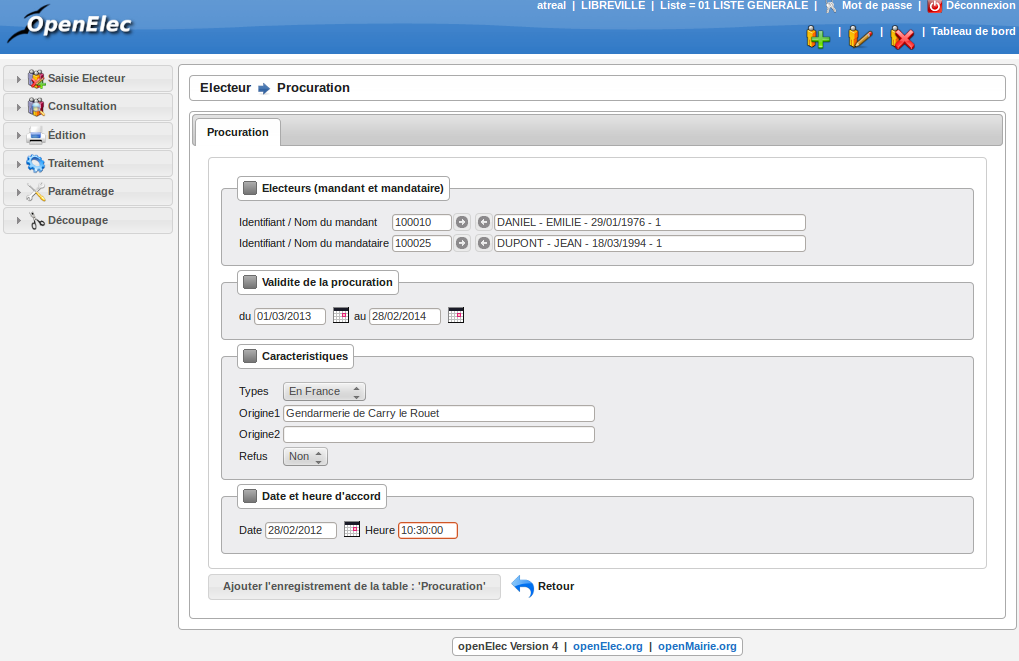 OpenElec
atreal | LIBREVILLE | Liste = 01 LISTE GENERALE | Mot de passe | Déconnexion
| | | Tableau de bord
Saisie Electeur
Consultation
Édition
Traitement
Paramétrage
Découpage
Electeur Procuration
Procuration
Electeurs (mandant et mandataire)
Identifiant / Nom du mandant 100010 DANIEL - EMILIE - 29/01/1976 - 1
Identifiant / Nom du mandataire 100025 DUPONT - JEAN - 18/03/1994 - 1
Validite de la procuration
du 01/03/2013 au 28/02/2014
Caracteristiques
Types En France
Origine1 Gendarmerie de Carry le Rouet
Origine2
Refus Non
Date et heure d'accord
Date 28/02/2012 Heure 10:30:00
Ajouter l'enregistrement de la table : 'Procuration' Retour
openElec Version 4 | openElec.org | openMairie.org